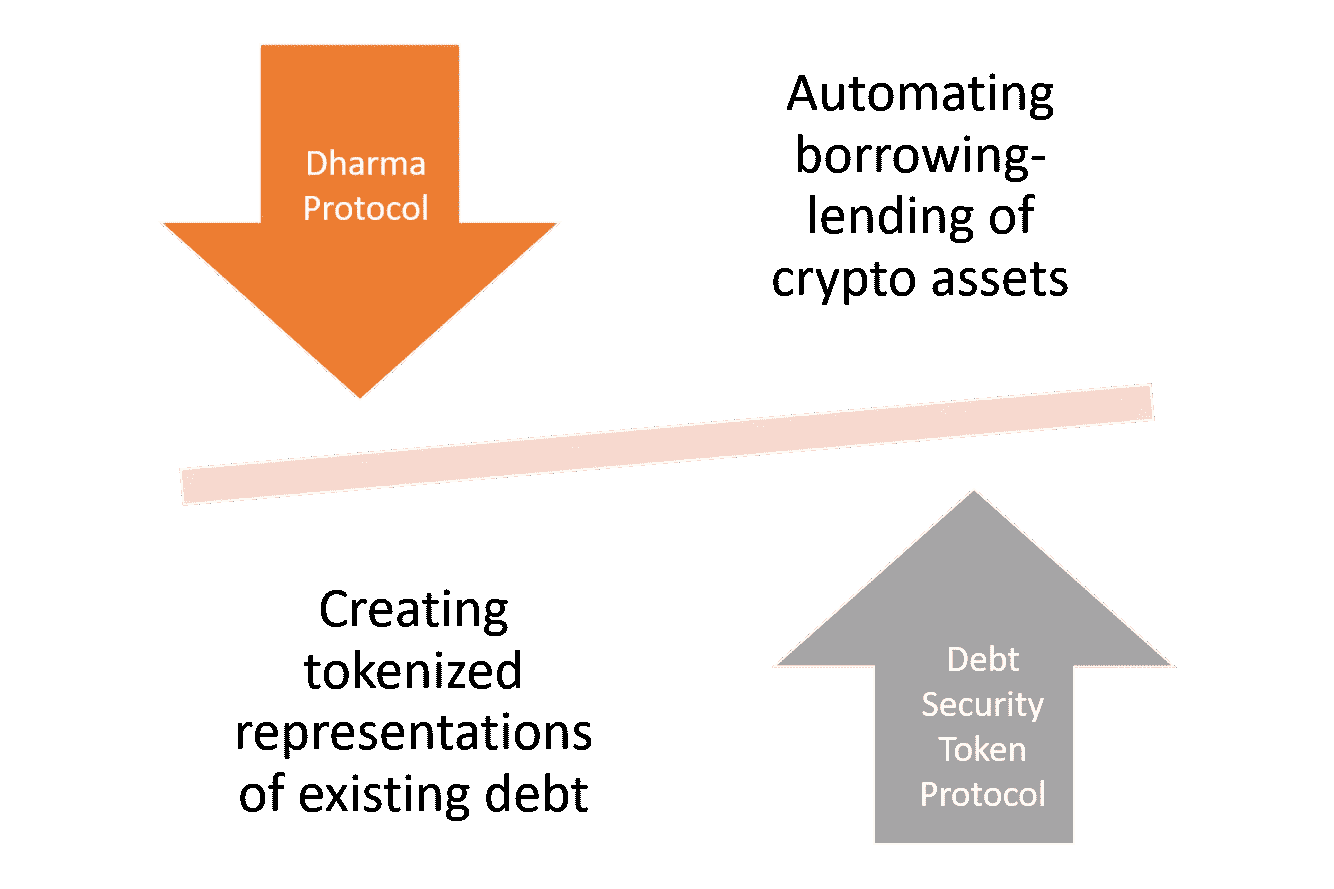 Dharma
Protocol
Automating
borrowing-
lending of
crypto assets
Creating
tokenized
representations
of existing debt
Debt
Security
Token
Protocol